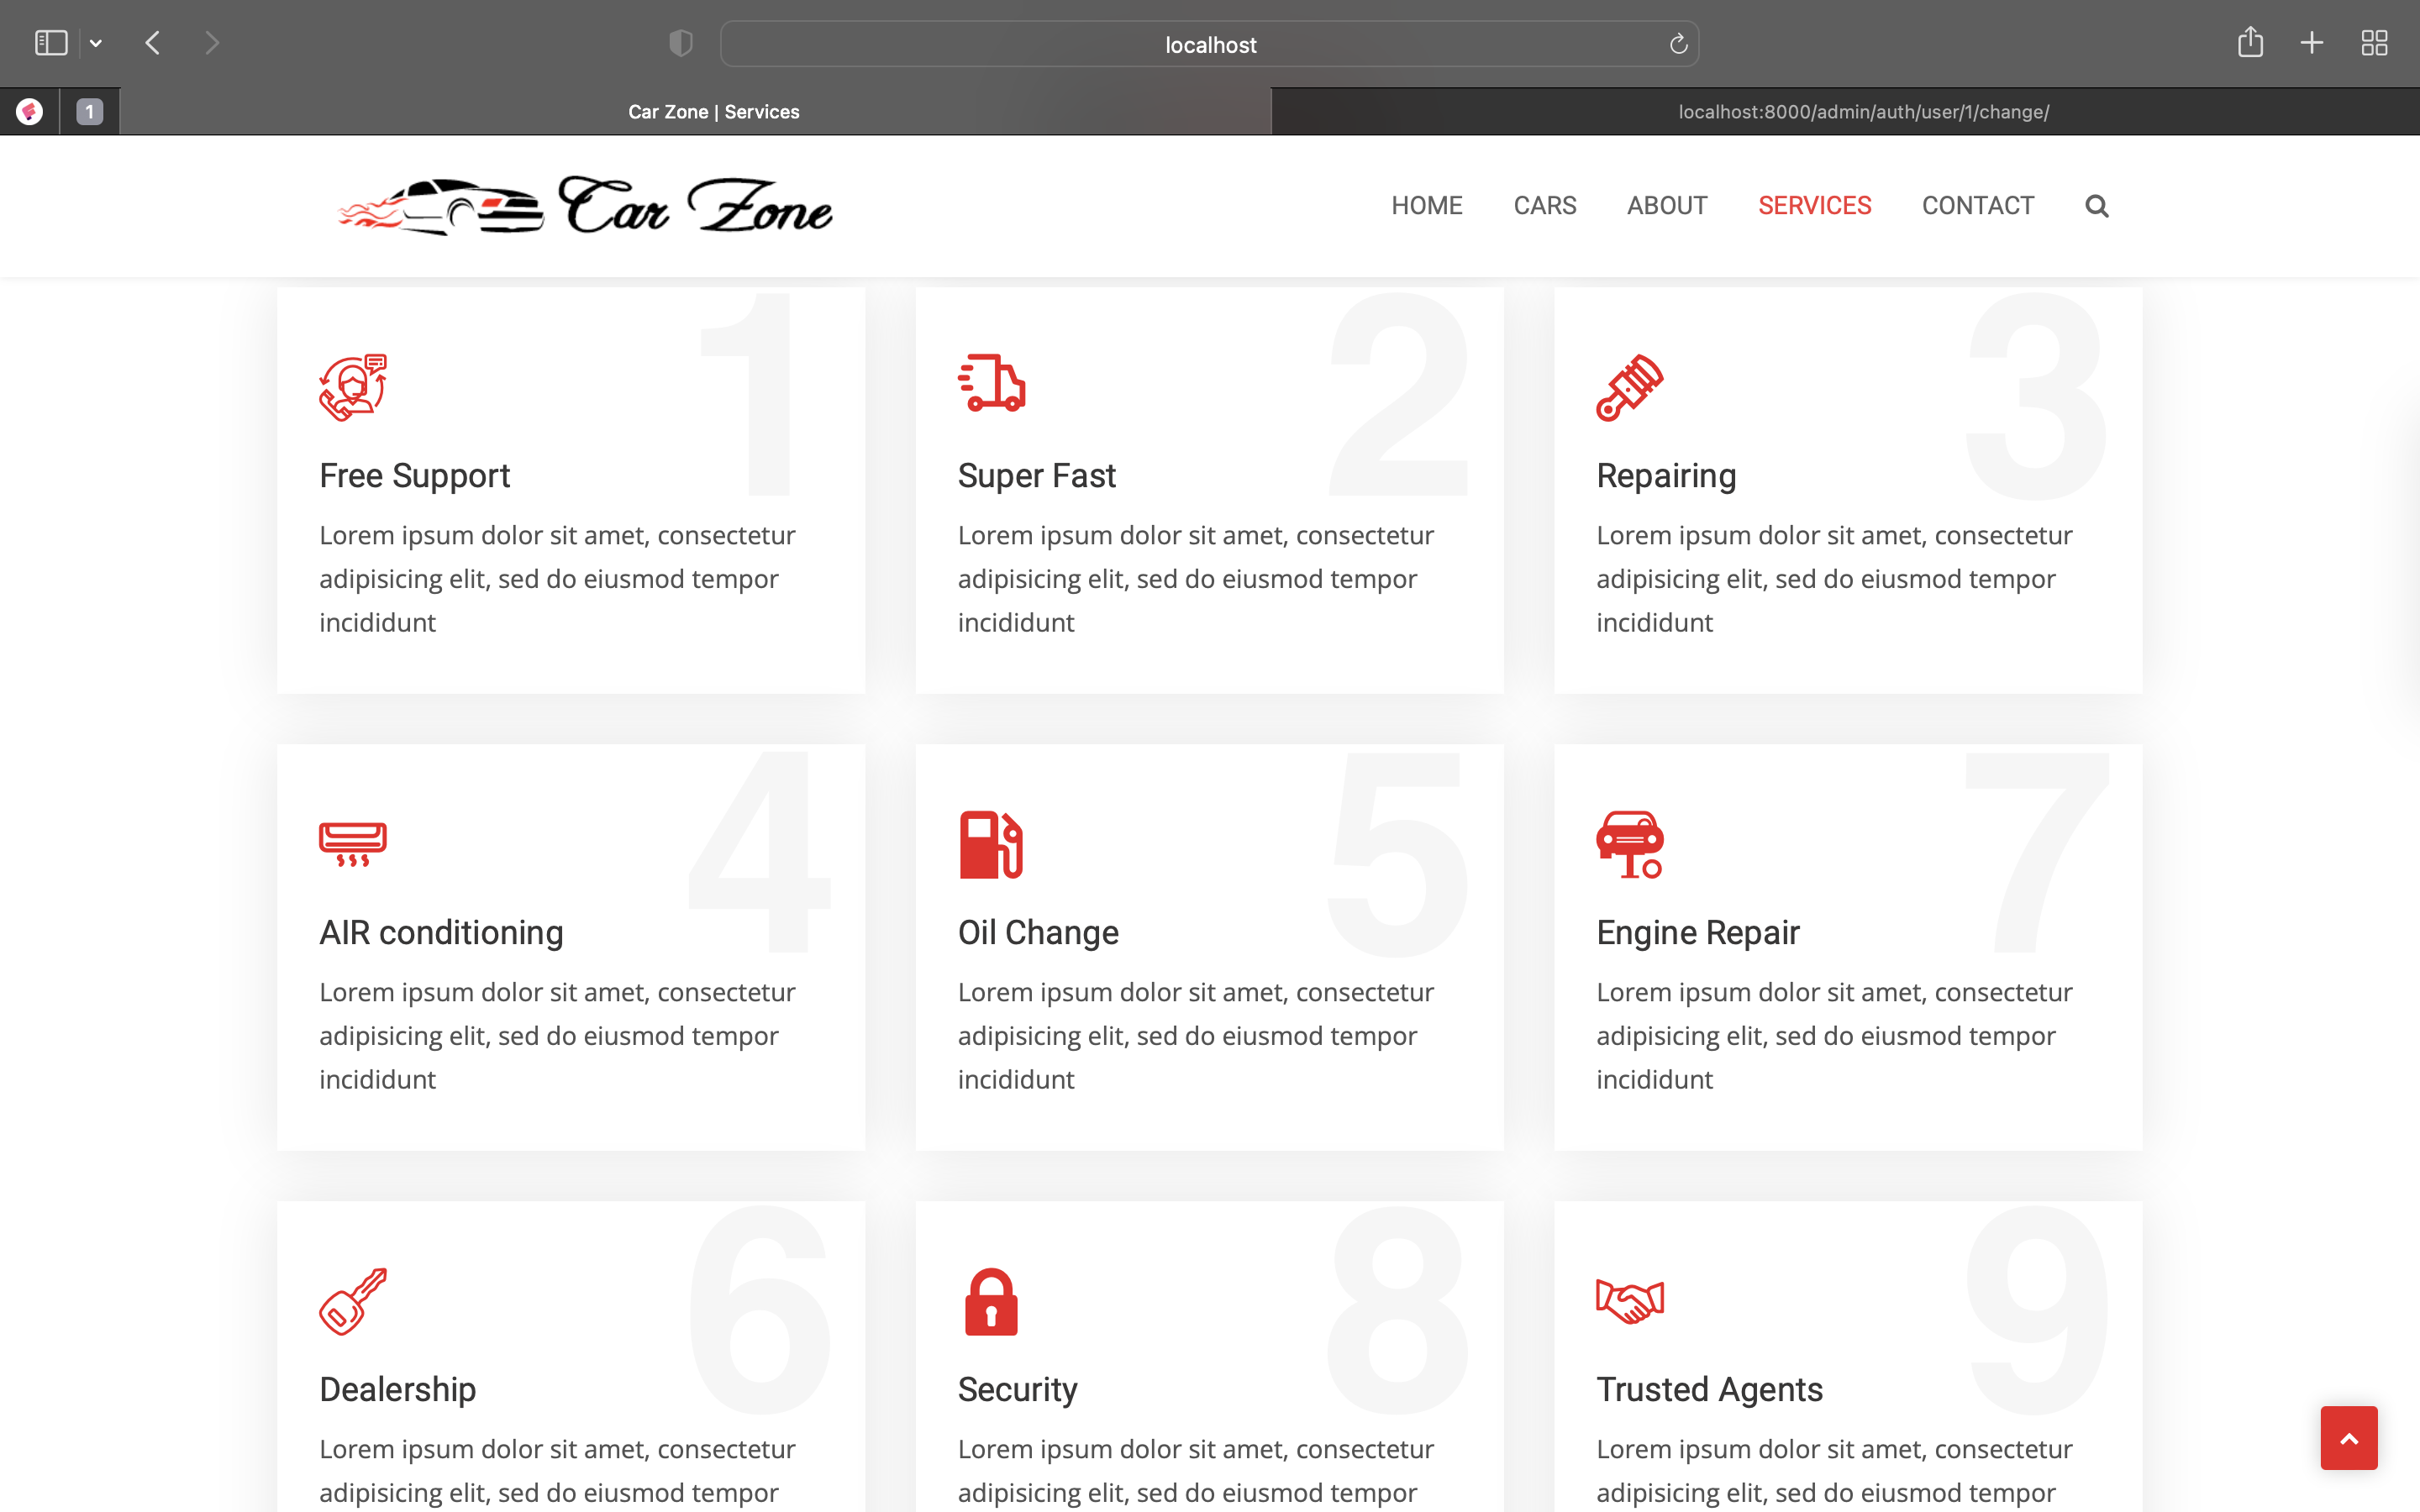 localhost
1
Car Zone | Services
localhost:8000/admin/auth/user/1/change/
Car Zone
HOME
CARS
ABOUT
SERVICES
CONTACT
1
Free Support
Lorem ipsum dolor sit amet, consectetur
adipisicing elit, sed do eiusmod tempor
incididunt
2
Super Fast
Lorem ipsum dolor sit amet, consectetur
adipisicing elit, sed do eiusmod tempor
incididunt
3
Repairing
Lorem ipsum dolor sit amet, consectetur
adipisicing elit, sed do eiusmod tempor
incididunt
4
AIR conditioning
Lorem ipsum dolor sit amet, consectetur
adipisicing elit, sed do eiusmod tempor
incididunt
5
Oil Change
Lorem ipsum dolor sit amet, consectetur
adipisicing elit, sed do eiusmod tempor
incididunt
7
Engine Repair
Lorem ipsum dolor sit amet, consectetur
adipisicing elit, sed do eiusmod tempor
incididunt
6
Dealership
Lorem ipsum dolor sit amet, consectetur
adipisicing elit, sed do eiusmod tempor
8
Security
Lorem ipsum dolor sit amet, consectetur
adipisicing elit, sed do eiusmod tempor
9
Trusted Agents
Lorem ipsum dolor sit amet, consectetur
adipisicing elit, sed do eiusmod tempor